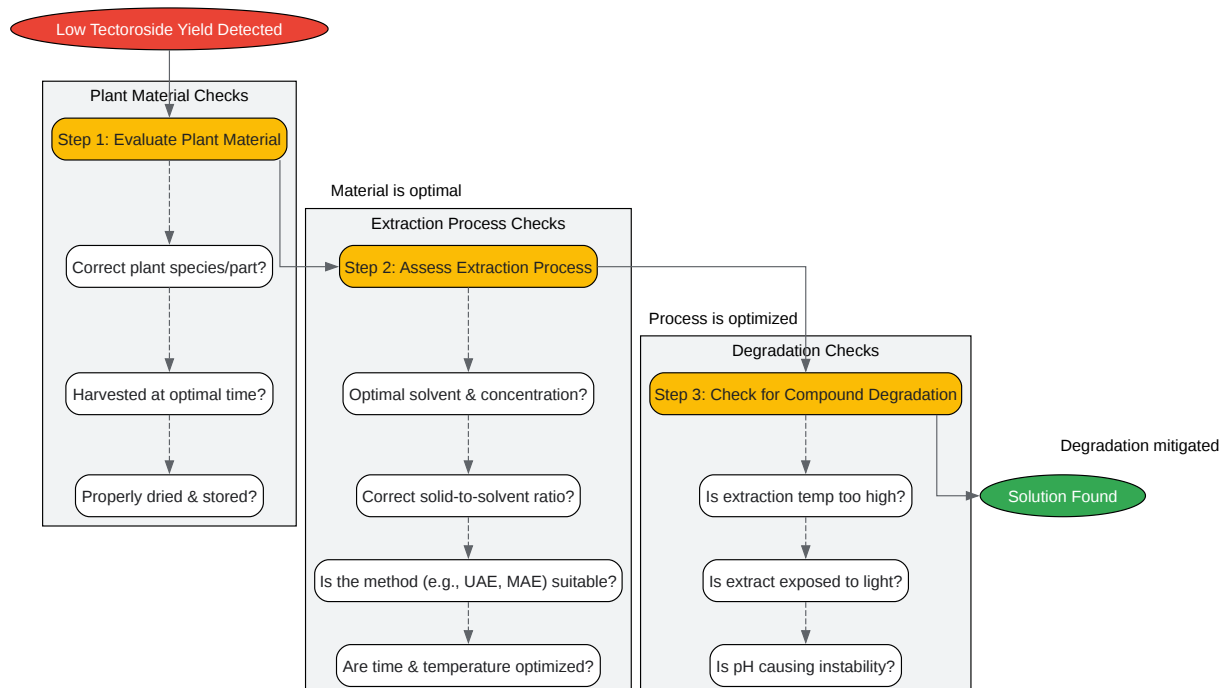 Low Tectoroside Yield Detected
Plant Material Checks
Step 1: Evaluate Plant Material
Correct plant species/part?
Harvested at optimal time?
Properly dried & stored?
Material is optimal
Extraction Process Checks
Step 2: Assess Extraction Process
Optimal solvent & concentration?
Correct solid-to-solvent ratio?
Is the method (e.g., UAE, MAE) suitable?
Are time & temperature optimized?
Process is optimized
Degradation Checks
Step 3: Check for Compound Degradation
Is extraction temp too high?
Is extract exposed to light?
Is pH causing instability?
Degradation mitigated
Solution Found